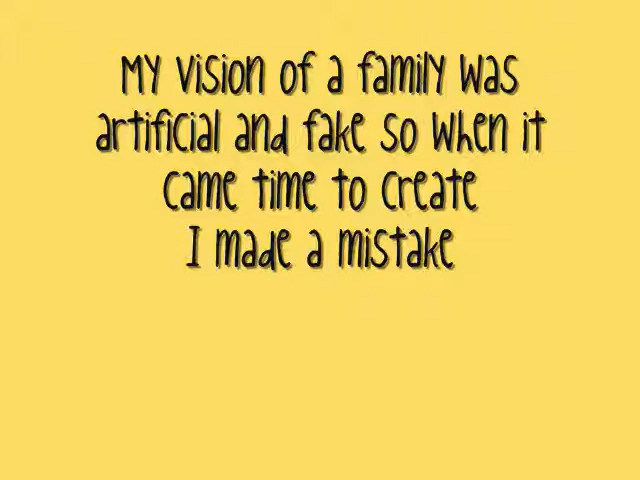 My vision of a family was
artificial and fake so when it
came time to create
I made a mistake